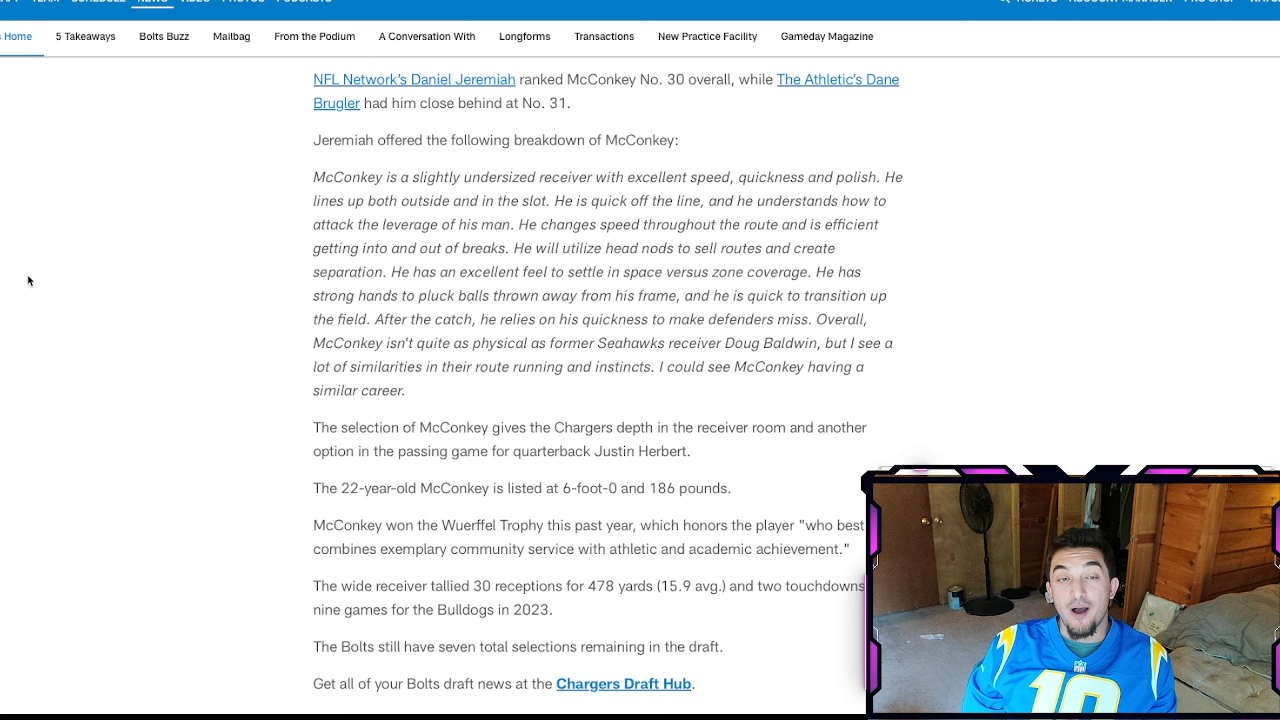 NEWS
s Home 5 Takeaways Bolts Buzz Mailbag From the Podium A Conversation With Longforms Transactions New Practice Facility Gameday Magazine
NFL Network's Daniel Jeremiah ranked McConkey No. 30 overall, while The Athletic's Dane
Brugler had him close behind at No. 31.
Jeremiah offered the following breakdown of McConkey:
McConkey is a slightly undersized receiver with excellent speed, quickness and polish. He
lines up both outside and in the slot. He is quick off the line, and he understands how to
attack the leverage of his man. He changes speed throughout the route and is efficient
getting into and out of breaks. He will utilize head nods to sell routes and create
separation. He has an excellent feel to settle in space versus zone coverage. He has
strong hands to pluck balls thrown away from his frame, and he is quick to transition up
the field. After the catch, he relies on his quickness to make defenders miss. Overall,
McConkey isn't quite as physical as former Seahawks receiver Doug Baldwin, but I see a
lot of similarities in their route running and instincts. I could see McConkey having a
similar career.
The selection of McConkey gives the Chargers depth in the receiver room and another
option in the passing game for quarterback Justin Herbert.
The 22-year-old McConkey is listed at 6-foot-0 and 186 pounds.
McConkey won the Wuerffel Trophy this past year, which honors the player "who best
combines exemplary community service with athletic and academic achievement."
The wide receiver tallied 30 receptions for 478 yards (15.9 avg.) and two touchdowns
nine games for the Bulldogs in 2023.
The Bolts still have seven total selections remaining in the draft.
Get all of your Bolts draft news at the Chargers Draft Hub.
10